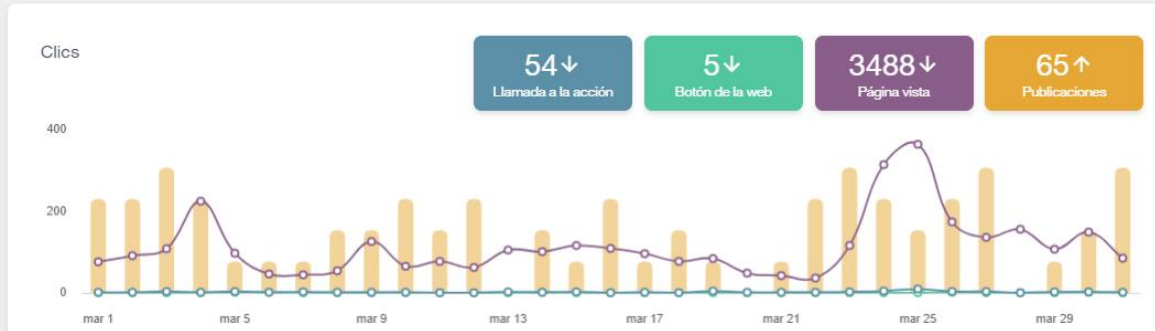 Clics
54↓
Llamada a la acción
5↓
Botón de la web
3488↓
Página vista
65↑
Publicaciones
400
200
0
mar 1
mar 5
mar 9
mar 13
mar 17
mar 21
mar 25
mar 29